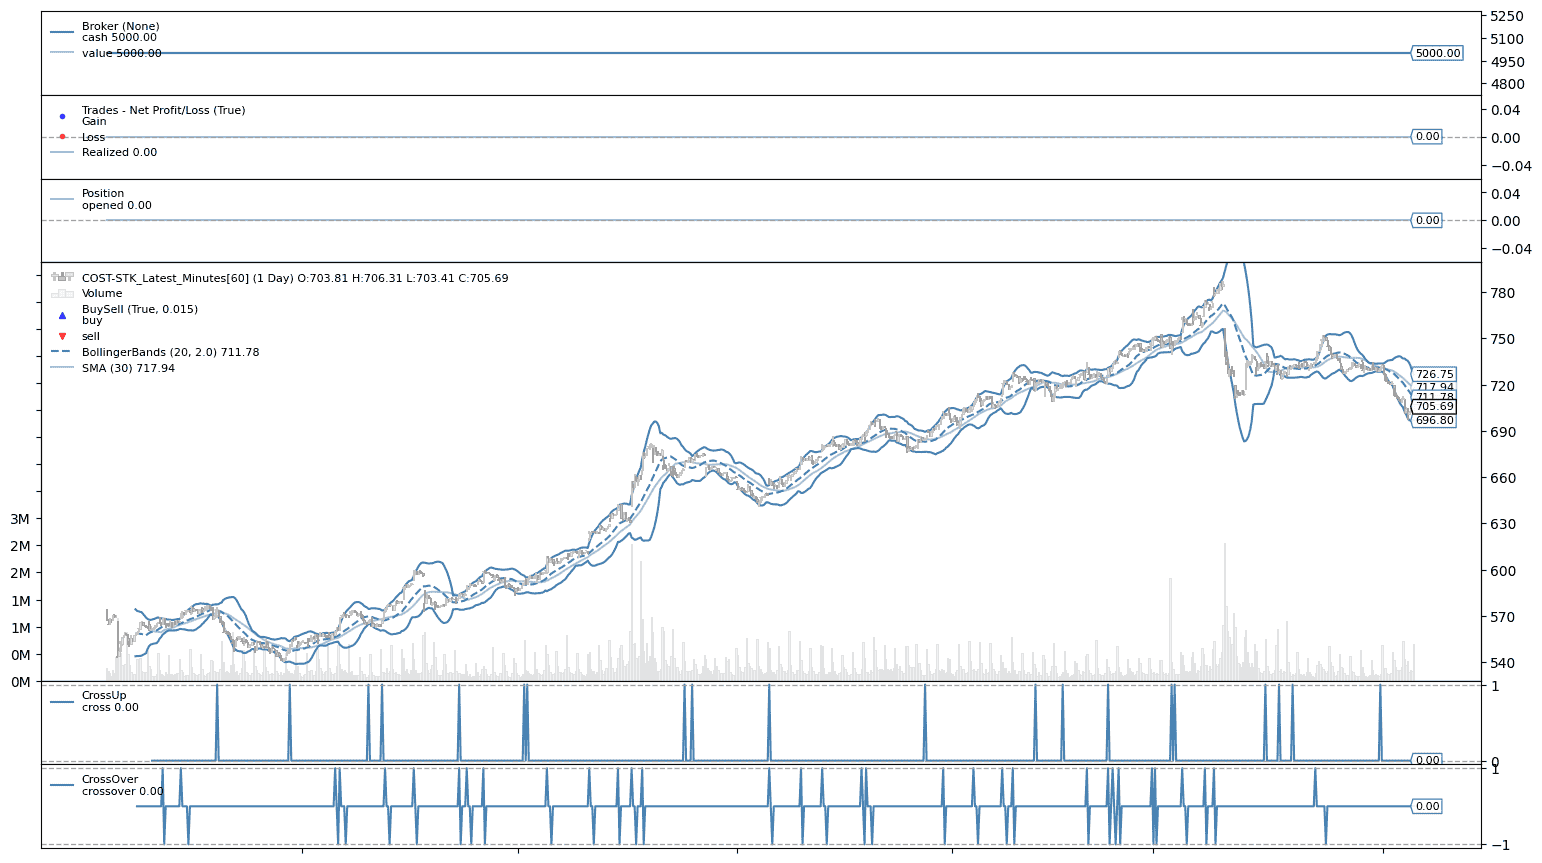 Broker (None)
cash 5000.00
value 5000.00
5250
5100
4950
4800
5000.00
Trades - Net Profit/Loss (True)
Gain
Loss
Realized 0.00
0.04
0.00
−0.04
0.00
Position
opened 0.00
0.04
0.00
−0.04
0.00
COST-STK_Latest_Minutes[60] (1 Day) O:703.81 H:706.31 L:703.41 C:705.69
Volume
BuySell (True, 0.015)
buy
sell
BollingerBands (20, 2.0) 711.78
SMA (30) 717.94
780
750
720
690
660
630
600
570
540
726.75
717.94
711.78
705.69
696.80
3M
2M
2M
1M
1M
0M
0M
CrossUp
cross 0.00
1
0
0.00
CrossOver
crossover 0.00
1
−1
0.00